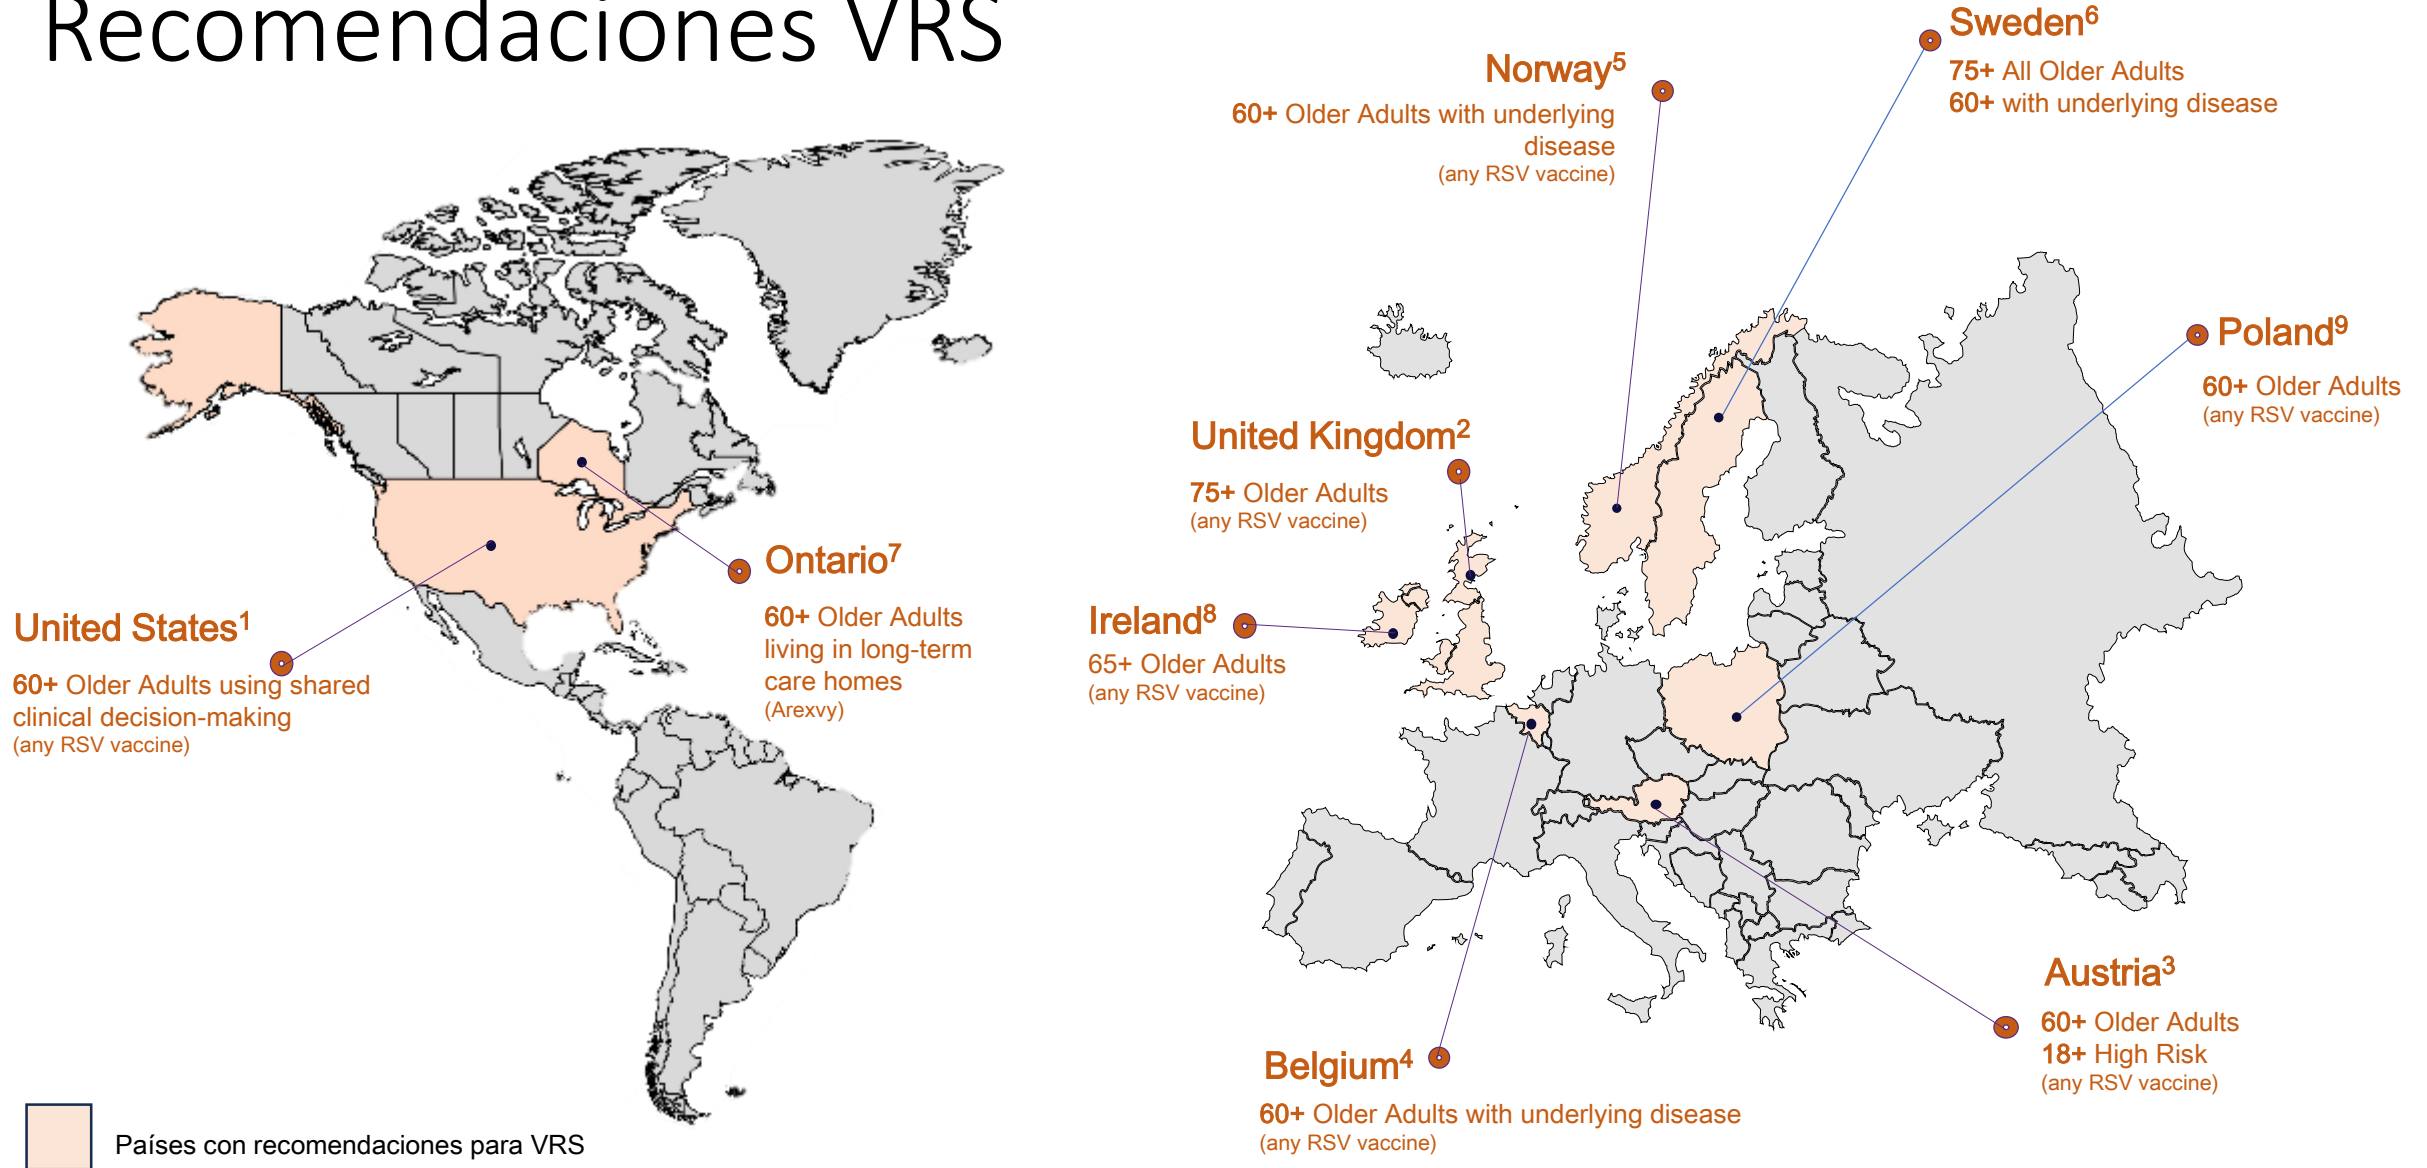 Recomendaciones VRS
United States1
60+ Older Adults using shared
clinical decision-making
(any RSV vaccine)
Ontario7
60+ Older Adults
living in long-term
care homes
(Arexvy)
Países con recomendaciones para VRS
Norway5
60+ Older Adults with underlying
disease
(any RSV vaccine)
Sweden6
75+ All Older Adults
60+ with underlying disease
United Kingdom2
75+ Older Adults
(any RSV vaccine)
Poland9
60+ Older Adults
(any RSV vaccine)
Ireland8
65+ Older Adults
(any RSV vaccine)
Austria3
60+ Older Adults
18+ High Risk
(any RSV vaccine)
Belgium4
60+ Older Adults with underlying disease
(any RSV vaccine)